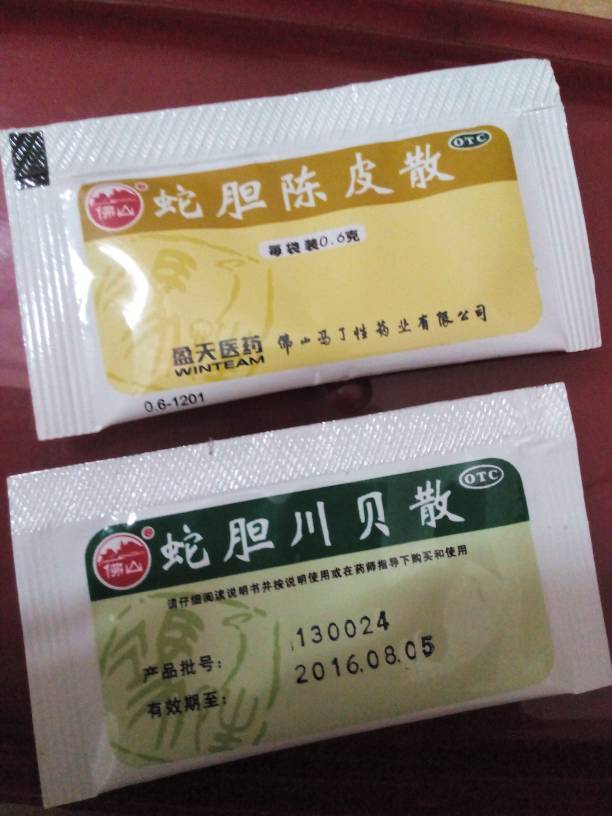 蛇胆陈皮散
OTC
佛山
每袋装0.6克
盈天医药
WINTEAM
佛山冯了性药业有限公司
0.6-1201
蛇胆川贝散
OTC
佛山
请仔细阅读说明书并按说明使用或在药师指导下购买和使用
产品批号：
130024
有效期至：
2016.08.05